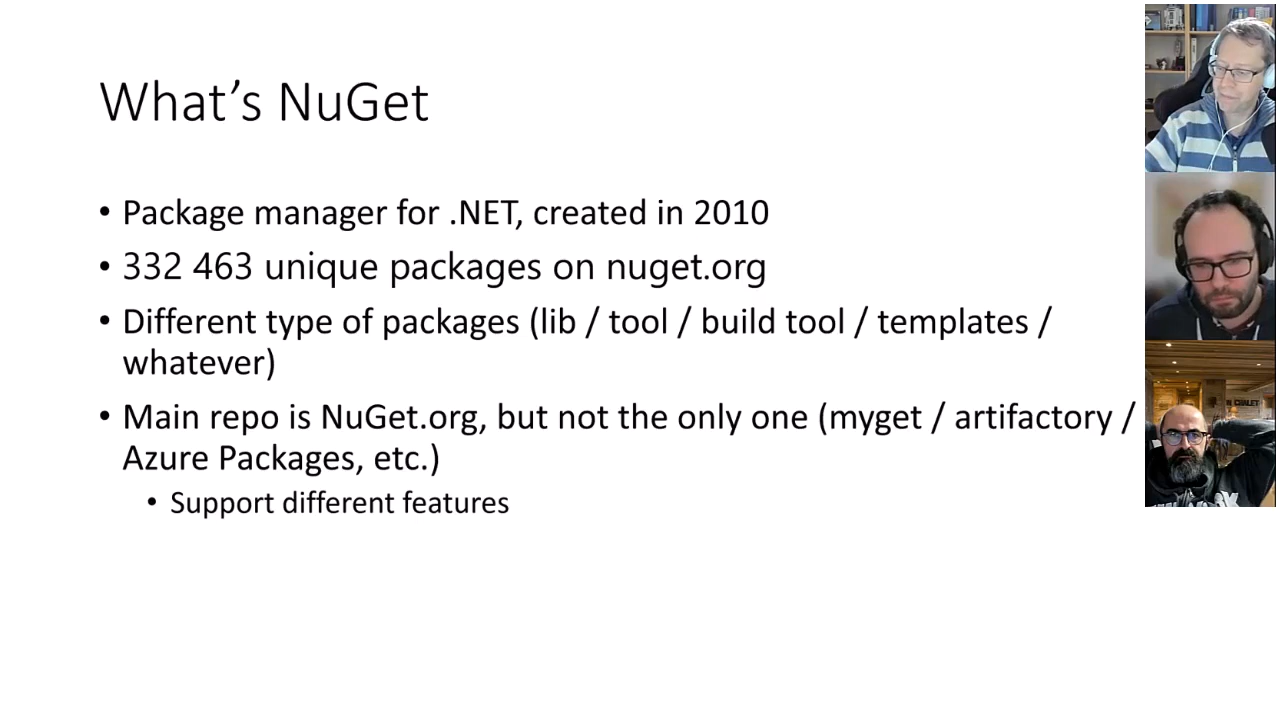 What's NuGet
• Package manager for .NET, created in 2010
• 332 463 unique packages on nuget.org
• Different type of packages (lib / tool / build tool / templates /
whatever)
• Main repo is NuGet.org, but not the only one (myget / artifactory /
Azure Packages, etc.)
• Support different features
CHALET